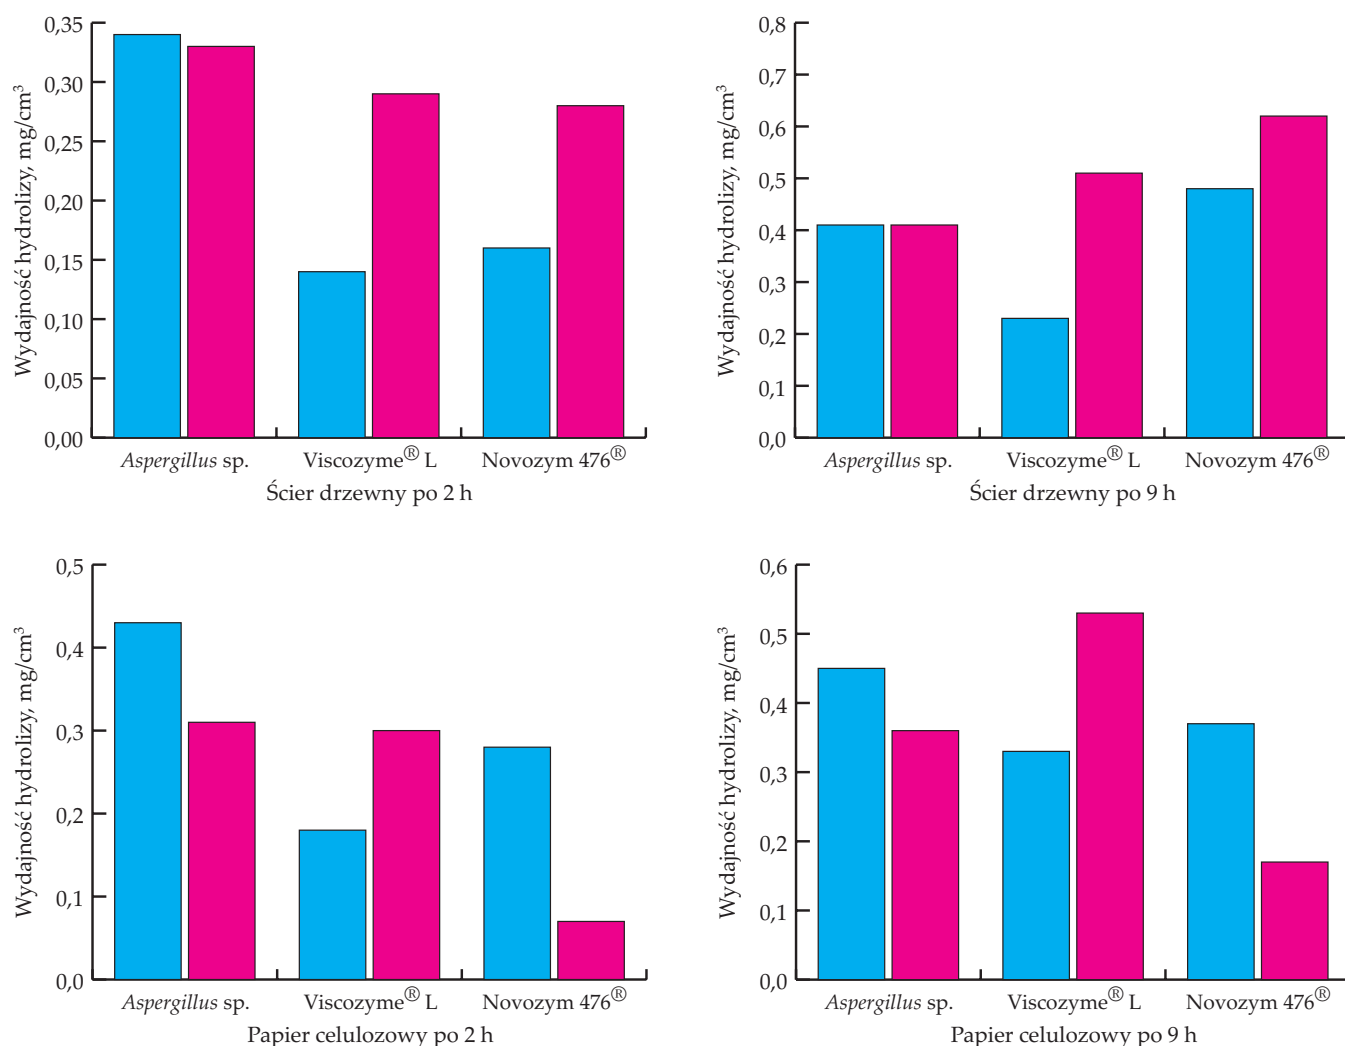 Wydajność hydrolizy, mg/cm³
0,35
0,30
0,25
0,20
0,15
0,10
0,05
0,00
Aspergillus sp. Viscozyme® L Novozym 476®
Ścier drzewny po 2 h
Wydajność hydrolizy, mg/cm³
0,8
0,7
0,6
0,5
0,4
0,3
0,2
0,1
0,0
Aspergillus sp. Viscozyme® L Novozym 476®
Ścier drzewny po 9 h
Wydajność hydrolizy, mg/cm³
0,5
0,4
0,3
0,2
0,1
0,0
Aspergillus sp. Viscozyme® L Novozym 476®
Papier celulozowy po 2 h
Wydajność hydrolizy, mg/cm³
0,6
0,5
0,4
0,3
0,2
0,1
0,0
Aspergillus sp. Viscozyme® L Novozym 476®
Papier celulozowy po 9 h